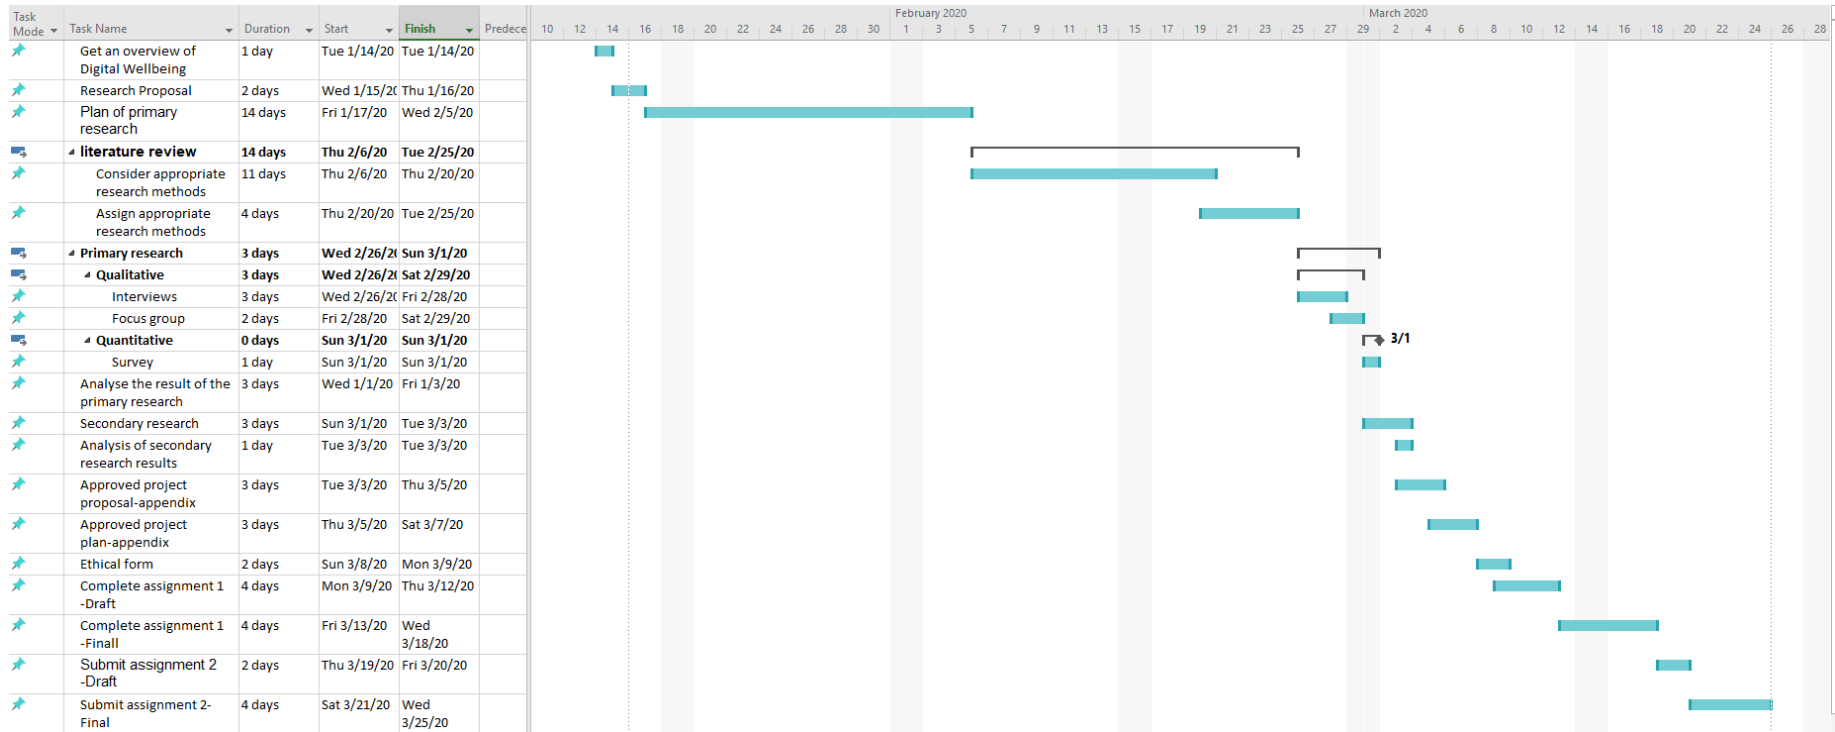 February 2020 March 2020
Task Mode Task Name Duration Start Finish Predece 10 12 14 16 18 20 22 24 26 28 30 1 3 5 7 9 11 13 15 17 19 21 23 25 27 29 2 4 6 8 10 12 14 16 18 20 22 24 26 28
Get an overview of 1 day Tue 1/14/20 Tue 1/14/20
Digital Wellbeing
Research Proposal 2 days Wed 1/15/20 Thu 1/16/20
Plan of primary 14 days Fri 1/17/20 Wed 2/5/20
research
literature review 14 days Thu 2/6/20 Tue 2/25/20
Consider appropriate 11 days Thu 2/6/20 Thu 2/20/20
research methods
Assign appropriate 4 days Thu 2/20/20 Tue 2/25/20
research methods
Primary research 3 days Wed 2/26/20 Sun 3/1/20
Qualitative 3 days Wed 2/26/20 Sat 2/29/20
Interviews 3 days Wed 2/26/20 Fri 2/28/20
Focus group 2 days Fri 2/28/20 Sat 2/29/20
Quantitative 0 days Sun 3/1/20 Sun 3/1/20 3/1
Survey 1 day Sun 3/1/20 Sun 3/1/20
Analyse the result of the 3 days Wed 1/1/20 Fri 1/3/20
primary research
Secondary research 3 days Sun 3/1/20 Tue 3/3/20
Analysis of secondary 1 day Tue 3/3/20 Tue 3/3/20
research results
Approved project 3 days Tue 3/3/20 Thu 3/5/20
proposal-appendix
Approved project 3 days Thu 3/5/20 Sat 3/7/20
plan-appendix
Ethical form 2 days Sun 3/8/20 Mon 3/9/20
Complete assignment 1 4 days Mon 3/9/20 Thu 3/12/20
-Draft
Complete assignment 1 4 days Fri 3/13/20 Wed
-Finall 3/18/20
Submit assignment 2 2 days Thu 3/19/20 Fri 3/20/20
-Draft
Submit assignment 2- 4 days Sat 3/21/20 Wed
Final 3/25/20